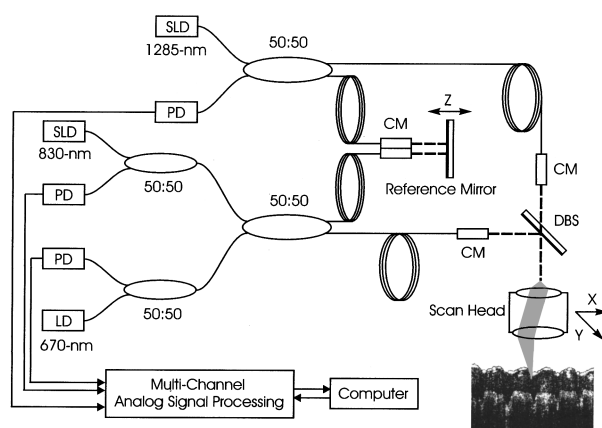 SLD
1285-nm
50:50
PD
SLD
830-nm
PD
50:50
50:50
CM
Z
Reference Mirror
CM
DBS
CM
PD
LD
670-nm
50:50
Scan Head
X
Y
Multi-Channel
Analog Signal Processing
Computer